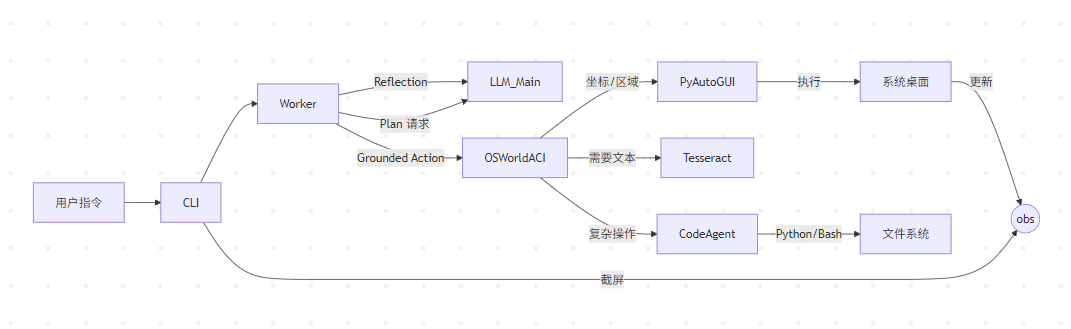 Reflection
LLM_Main
坐标/区域
PyAutoGUI
执行
系统桌面
更新
Worker
Plan 请求
Grounded Action
OSWorldACI
需要文本
Tesseract
用户指令
CLI
obs
复杂操作
CodeAgent
Python/Bash
文件系统
截屏